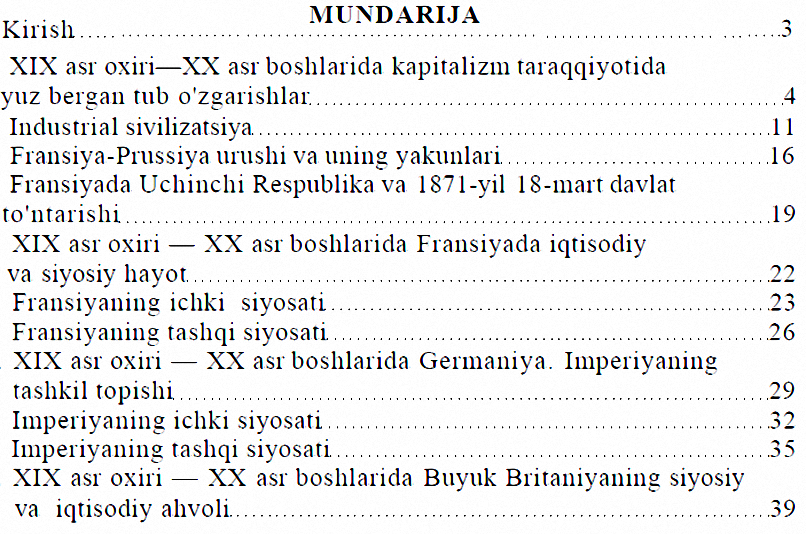 MUNDARIJA
Kirish..........................................................................3
XIX asr oxiri—XX asr boshlarida kapitalizm taraqqiyotida
yuz bergan tub o'zgarishlar..........................................................4
Industrial sivilizatsiya..........................................................11
Fransiya-Prussiya urushi va uning yakunlari..........................................16
Fransiyada Uchinchi Respublika va 1871-yil 18-mart davlat
to'ntarishi..........................................................................19
XIX asr oxiri — XX asr boshlarida Fransiyada iqtisodiy
va siyosiy hayot..........................................................22
Fransiyaning ichki siyosati..........................................................23
Fransiyaning tashqi siyosati..........................................................26
XIX asr oxiri — XX asr boshlarida Germaniya. Imperiyaning
tashkil topishi..........................................................29
Imperiyaning ichki siyosati..........................................................32
Imperiyaning tashqi siyosati..........................................................35
XIX asr oxiri — XX asr boshlarida Buyuk Britaniyaning siyosiy
va iqtisodiy ahvoli..........................................................39